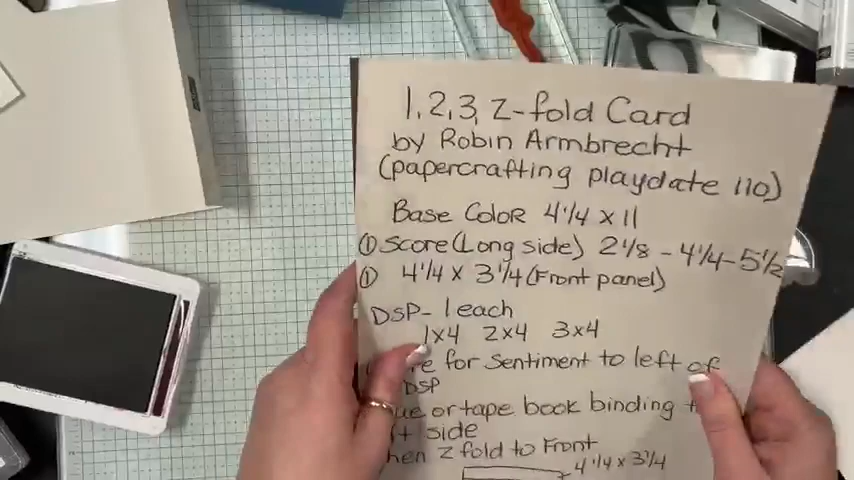 1, 2, 3, Z-fold Card
by Robin Armbrecht
(papercrafting playdate 110)
Base Color 4 1/4 x 11
① Score (Long side) 2 1/8 - 4 1/4 - 5 1/2
① 4 1/4 x 3 1/4 (Front panel)
DSP - 1 each
1x4 2x4 3x4
for Sentiment to left of
DSP
or tape book binding
side
Z fold to Front
4 1/4 x 3 1/4